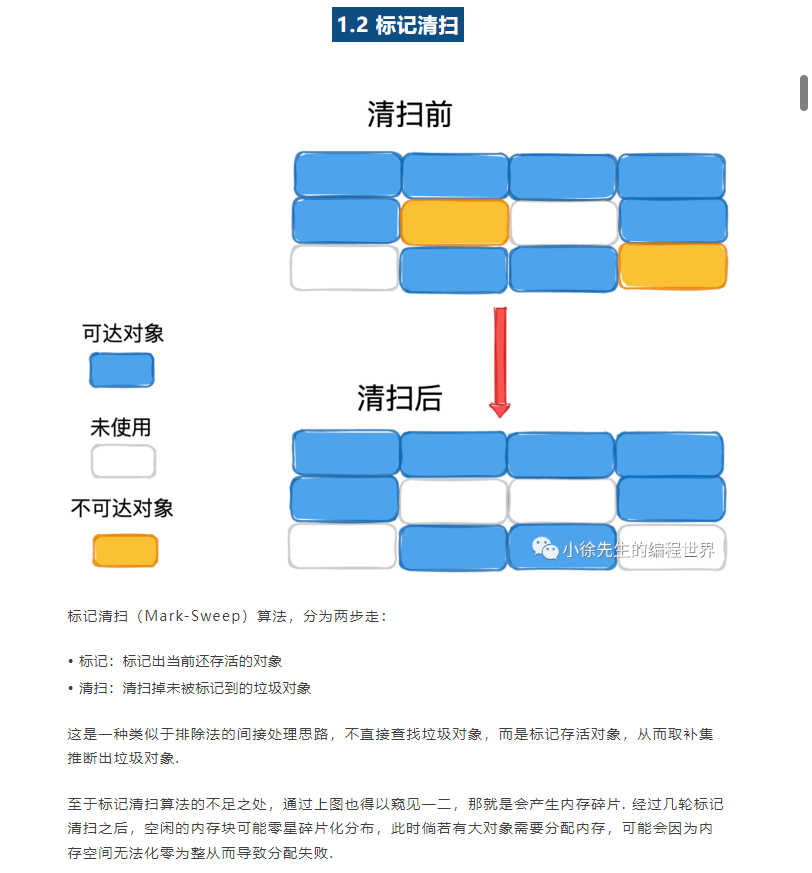 1.2 标记清扫
清扫前
可达对象
清扫后
未使用
不可达对象
小徐先生的编程世界
标记清扫（Mark-Sweep）算法，分为两步走：
• 标记：标记出当前还存活的对象
• 清扫：清扫掉未被标记到的垃圾对象
这是一种类似于排除法的间接处理思路，不直接查找垃圾对象，而是标记存活对象，从而取补集
推断出垃圾对象.
至于标记清扫算法的不足之处，通过上图也得以窥见一二，那就是会产生内存碎片. 经过几轮标记
清扫之后，空闲的内存块可能零星碎片化分布，此时倘若有大对象需要分配内存，可能会因为内
存空间无法化零为整从而导致分配失败.